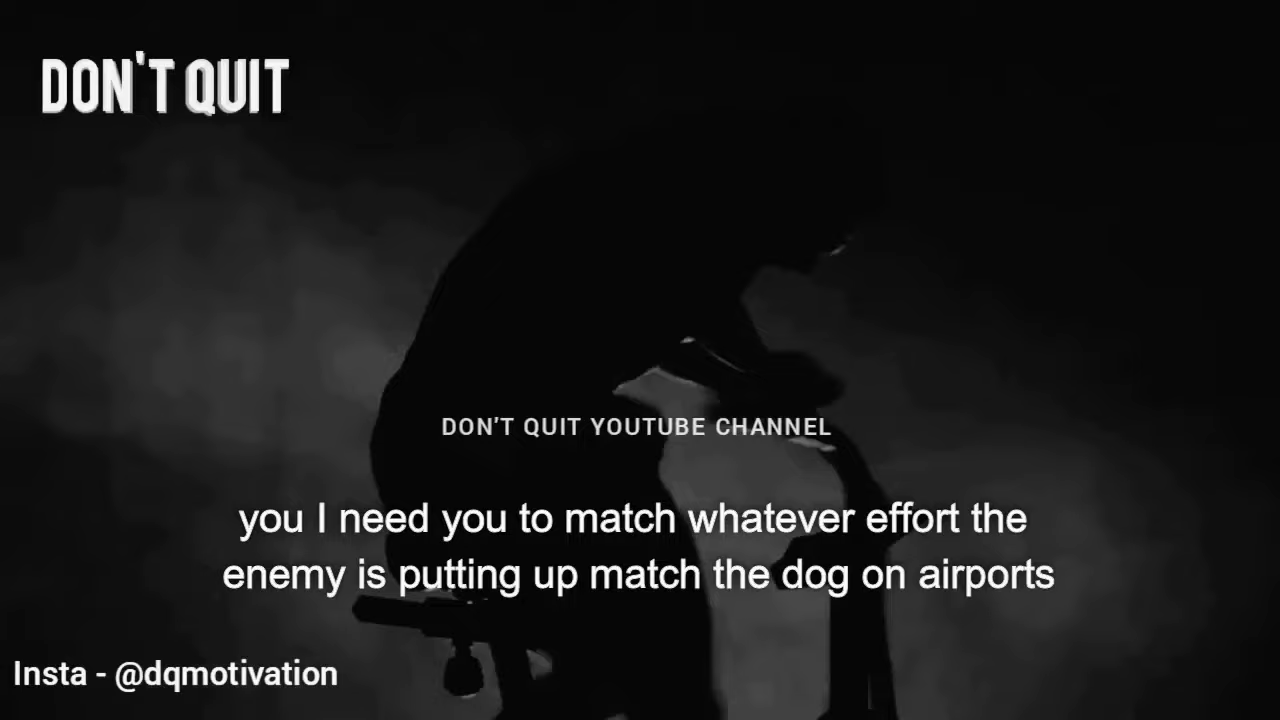 DON'T QUIT
DON'T QUIT YOUTUBE CHANNEL
you I need you to match whatever effort the
enemy is putting up match the dog on airports
Insta - @dqmotivation